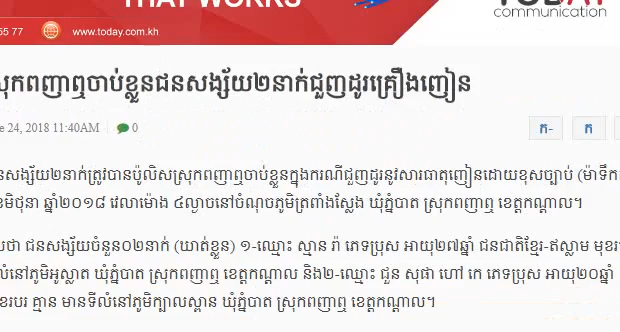 THAT WORKS
TODAY
communication
55 77 www.today.com.kh
ស្រុកពញាឮចាប់ខ្លួនជនសង្ស័យ២នាក់ជួញដូរគ្រឿងញៀន
24, 2018 11:40AM 0 ក- ក
សង្ស័យ២នាក់ត្រូវបានប៉ូលិសស្រុកពញាឮចាប់ខ្លួនក្នុងករណីជួញដូរនូវសារធាតុញៀនដោយខុសច្បាប់ (ម៉ាទឹកក
មិថុនា ឆ្នាំ២០១៨ វេលាម៉ោង ៤ល្ងាចនៅចំណុចភូមិត្រពាំងស្លែង ឃុំភ្នំបាត ស្រុកពញាឮ ខេត្តកណ្តាល។
ថា ជនសង្ស័យចំនួន០២នាក់ (ឃាត់ខ្លួន) ១-ឈ្មោះ ស្មាន រ៉ា ភេទប្រុស អាយុ២៧ឆ្នាំ ជនជាតិខ្មែរ-ឥស្លាម មុខរ
លំនៅភូមិអូស្លាត ឃុំភ្នំបាត ស្រុកពញាឮ ខេត្តកណ្តាល និង២-ឈ្មោះ ជួន សុផា ហៅ កេ ភេទប្រុស អាយុ២០ឆ្នាំ
ខរបរ គ្មាន មានទីលំនៅភូមិក្បាលស្ពាន ឃុំភ្នំបាត ស្រុកពញាឮ ខេត្តកណ្តាល។